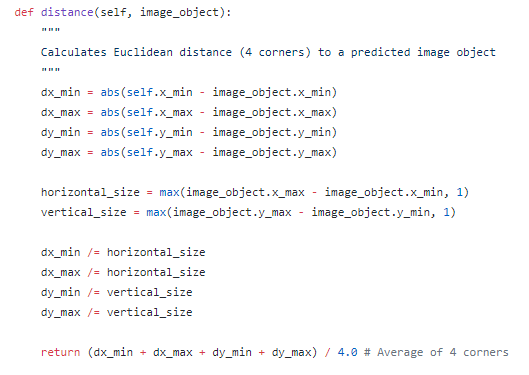 def distance(self, image_object):
"""
Calculates Euclidean distance (4 corners) to a predicted image object
"""
dx_min = abs(self.x_min - image_object.x_min)
dx_max = abs(self.x_max - image_object.x_max)
dy_min = abs(self.y_min - image_object.y_min)
dy_max = abs(self.y_max - image_object.y_max)
horizontal_size = max(image_object.x_max - image_object.x_min, 1)
vertical_size = max(image_object.y_max - image_object.y_min, 1)
dx_min /= horizontal_size
dx_max /= horizontal_size
dy_min /= vertical_size
dy_max /= vertical_size
return (dx_min + dx_max + dy_min + dy_max) / 4.0 # Average of 4 corners